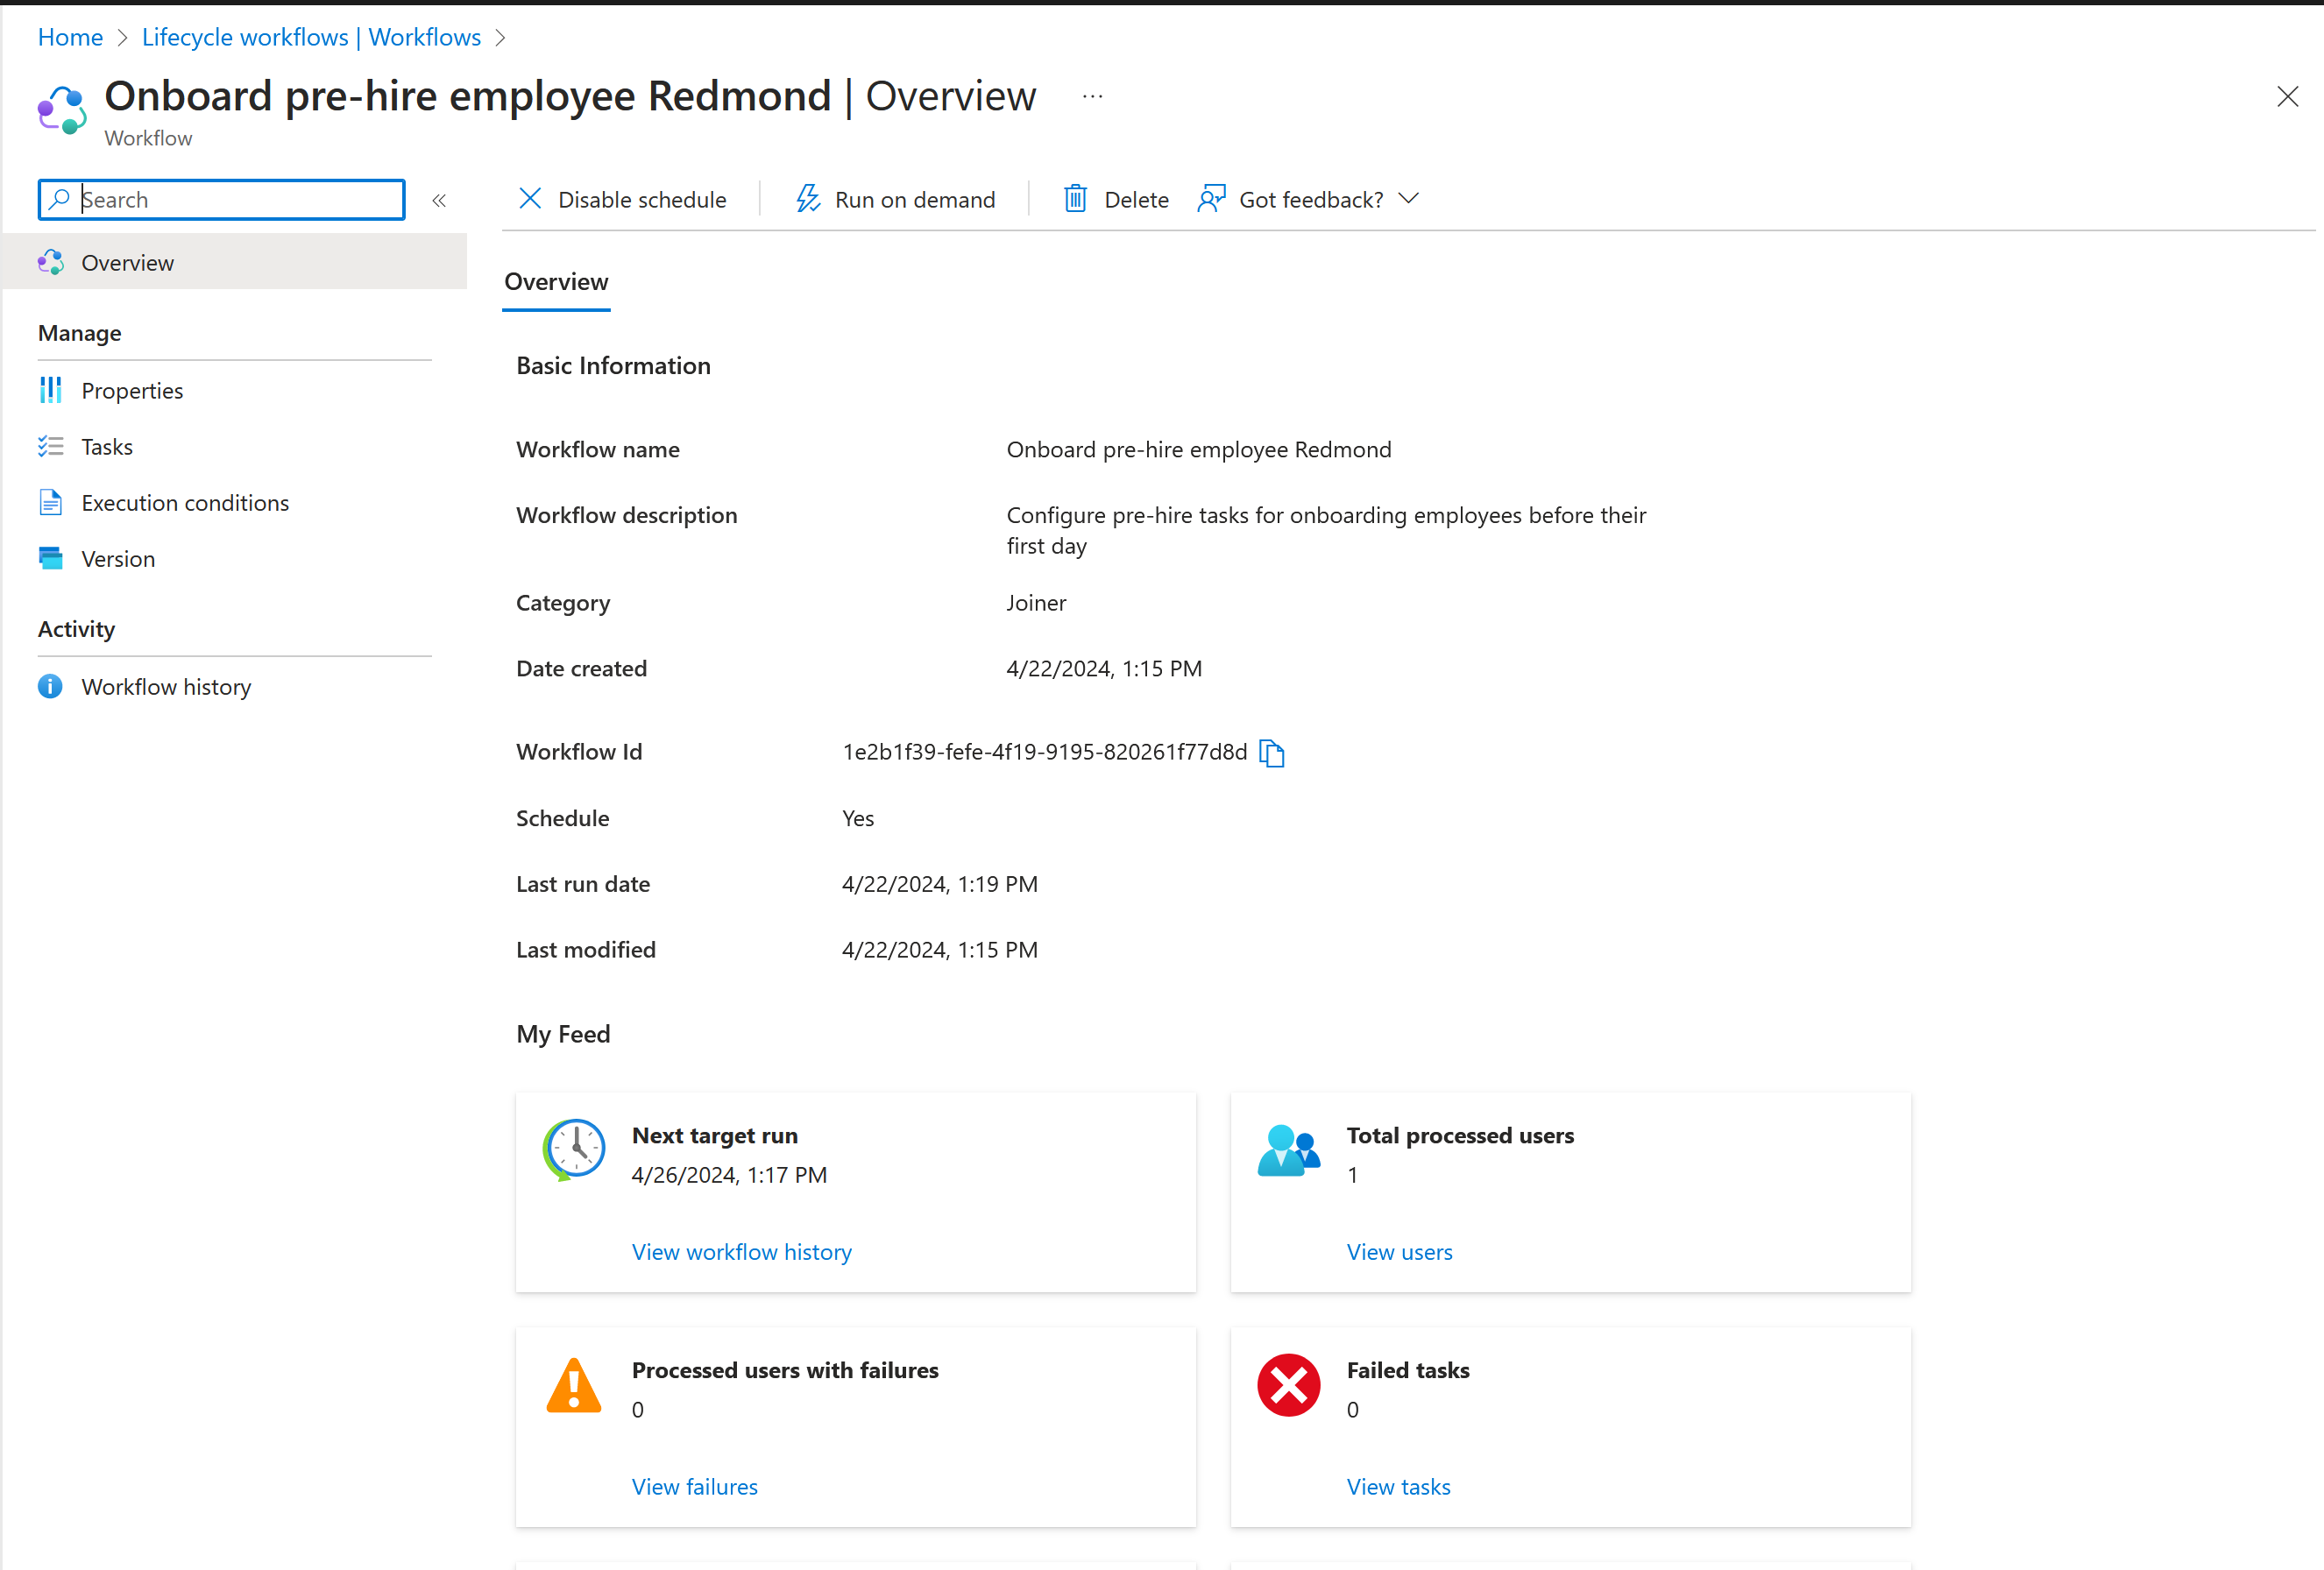 Home > Lifecycle workflows | Workflows >
Onboard pre-hire employee Redmond | Overview ...
Workflow
Search
«
Disable schedule
Run on demand
Delete
Got feedback?
Overview
Manage
Properties
Tasks
Execution conditions
Version
Activity
Workflow history
Overview
Basic Information
Workflow name Onboard pre-hire employee Redmond
Workflow description Configure pre-hire tasks for onboarding employees before their
first day
Category Joiner
Date created 4/22/2024, 1:15 PM
Workflow Id 1e2b1f39-fefe-4f19-9195-820261f77d8d
Schedule Yes
Last run date 4/22/2024, 1:19 PM
Last modified 4/22/2024, 1:15 PM
My Feed
Next target run
4/26/2024, 1:17 PM
View workflow history
Total processed users
1
View users
Processed users with failures
0
View failures
Failed tasks
0
View tasks